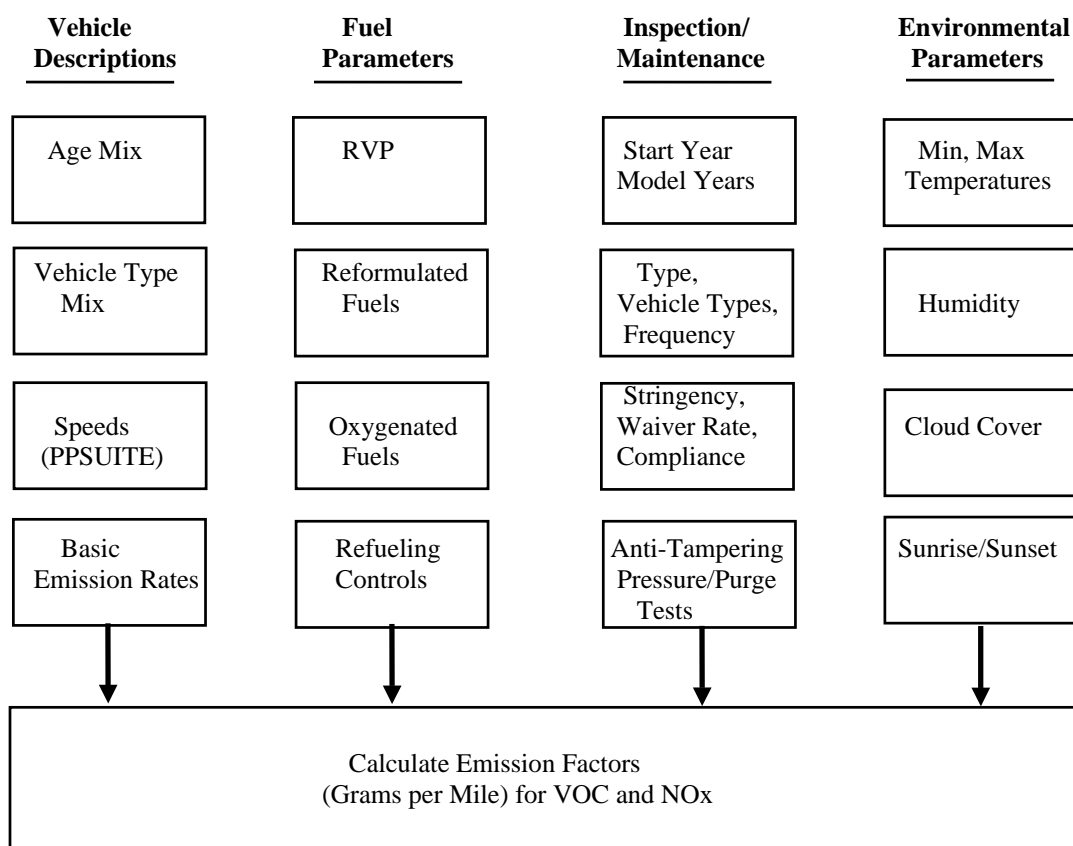 Vehicle
Descriptions
Fuel
Parameters
Inspection/
Maintenance
Environmental
Parameters
Age Mix
RVP
Start Year
Model Years
Min, Max
Temperatures
Vehicle Type
Mix
Reformulated
Fuels
Type,
Vehicle Types,
Frequency
Humidity
Speeds
(PPSUITE)
Oxygenated
Fuels
Stringency,
Waiver Rate,
Compliance
Cloud Cover
Basic
Emission Rates
Refueling
Controls
Anti-Tampering
Pressure/Purge
Tests
Sunrise/Sunset
Calculate Emission Factors
(Grams per Mile) for VOC and NOx